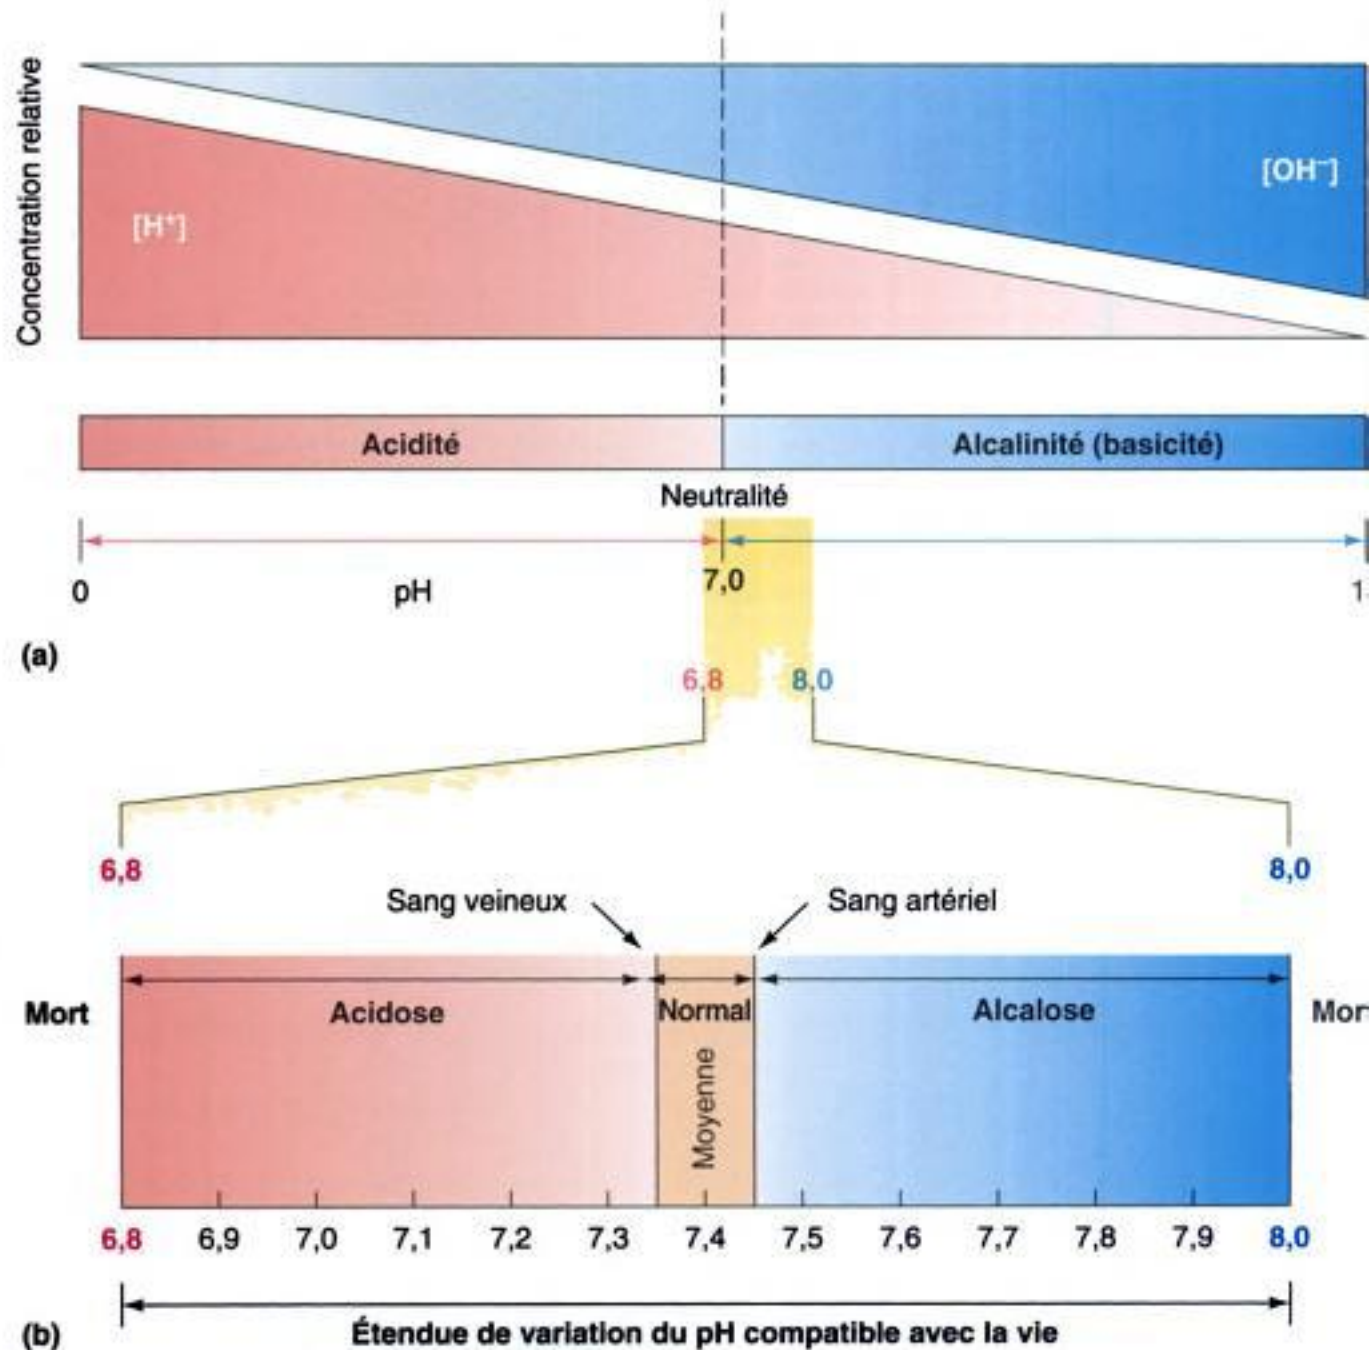 Concentration relative
[OH⁻]
[H⁺]
Acidité
Alcalinité (basicité)
Neutralité
0
pH
7,0
(a)
6,8
8,0
6,8
8,0
Sang veineux
Sang artériel
Mort
Acidose
Normal
Alcalose
Moyenne
6,8 6,9 7,0 7,1 7,2 7,3 7,4 7,5 7,6 7,7 7,8 7,9 8,0
(b)
Étendue de variation du pH compatible avec la vie